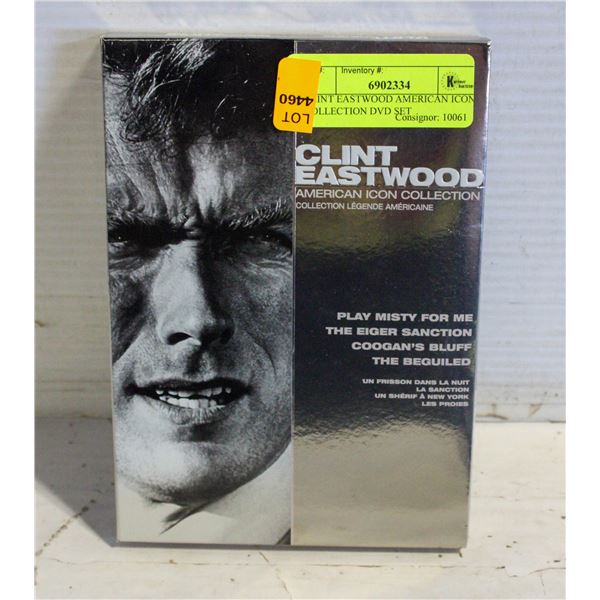 Inventory #:
6902334
INT EASTWOOD AMERICAN ICON
OLLECTION DVD SET
Consignor: 10061
LOT
4460
CLINT
EASTWOOD
AMERICAN ICON COLLECTION
COLLECTION LÉGENDE AMÉRICAINE
PLAY MISTY FOR ME
THE EIGER SANCTION
COOGAN'S BLUFF
THE BEGUILED
UN FRISSON DANS LA NUIT
LA SANCTION
UN SHÉRIF À NEW YORK
LES PROIES